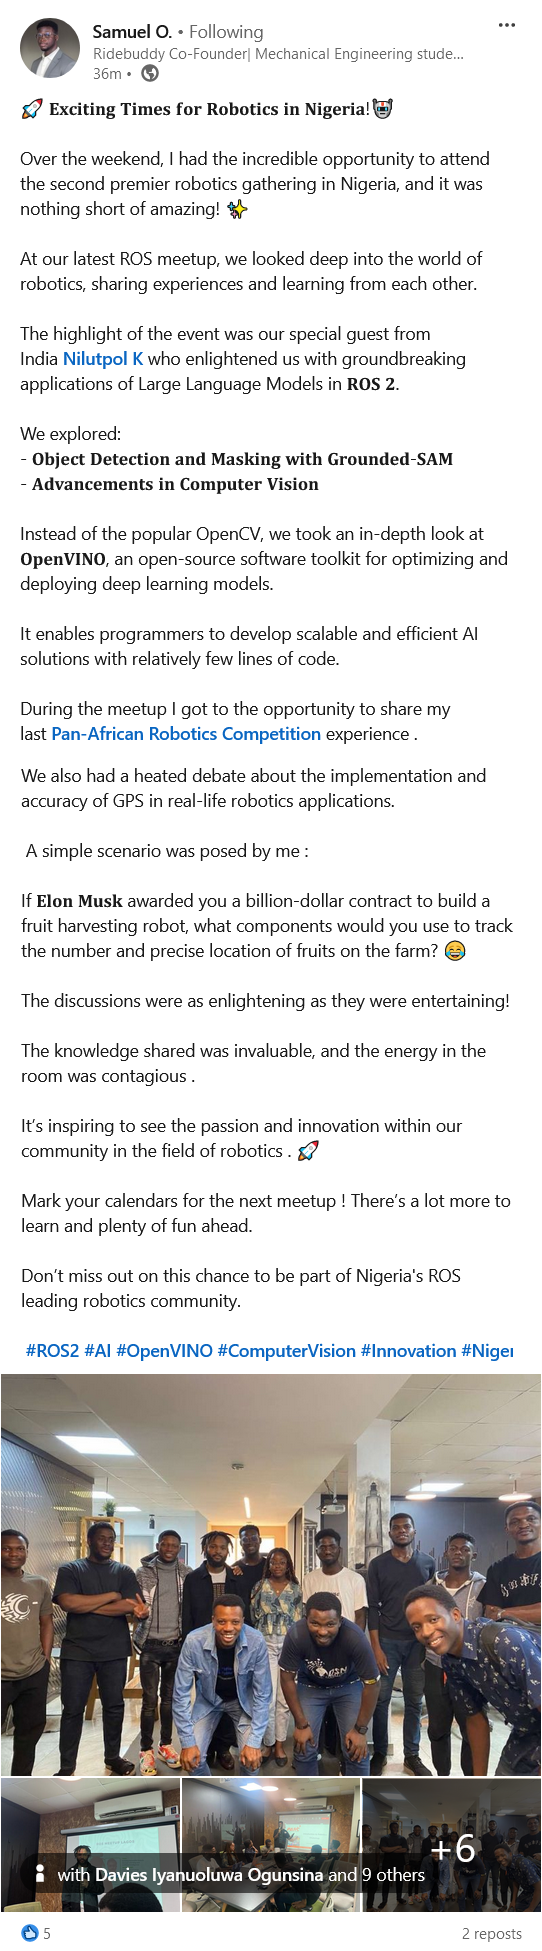 Samuel O. • Following
Ridebuddy Co-Founder| Mechanical Engineering stude...
36m •
🚀 Exciting Times for Robotics in Nigeria!🤖
Over the weekend, I had the incredible opportunity to attend
the second premier robotics gathering in Nigeria, and it was
nothing short of amazing! ✨
At our latest ROS meetup, we looked deep into the world of
robotics, sharing experiences and learning from each other.
The highlight of the event was our special guest from
India Nilutpol K who enlightened us with groundbreaking
applications of Large Language Models in ROS 2.
We explored:
- Object Detection and Masking with Grounded-SAM
- Advancements in Computer Vision
Instead of the popular OpenCV, we took an in-depth look at
OpenVINO, an open-source software toolkit for optimizing and
deploying deep learning models.
It enables programmers to develop scalable and efficient AI
solutions with relatively few lines of code.
During the meetup I got to the opportunity to share my
last Pan-African Robotics Competition experience .
We also had a heated debate about the implementation and
accuracy of GPS in real-life robotics applications.
A simple scenario was posed by me :
If Elon Musk awarded you a billion-dollar contract to build a
fruit harvesting robot, what components would you use to track
the number and precise location of fruits on the farm? 😂
The discussions were as enlightening as they were entertaining!
The knowledge shared was invaluable, and the energy in the
room was contagious .
It's inspiring to see the passion and innovation within our
community in the field of robotics . 🚀
Mark your calendars for the next meetup ! There's a lot more to
learn and plenty of fun ahead.
Don't miss out on this chance to be part of Nigeria's ROS
leading robotics community.
#ROS2 #AI #OpenVINO #ComputerVision #Innovation #Niger
+6
with Davies Iyanuoluwa Ogunsina and 9 others
5
2 reposts